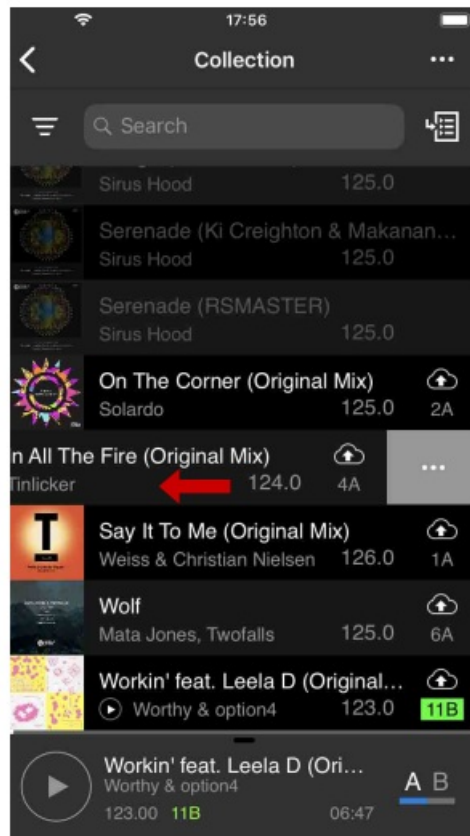 17:56
Collection
Search
Sirus Hood 125.0
Serenade (Ki Creighton & Makanan...
Sirus Hood 125.0
Serenade (RSMASTER)
Sirus Hood 125.0
On The Corner (Original Mix)
Solardo 125.0 2A
n All The Fire (Original Mix)
Tinlicker 124.0 4A
Say It To Me (Original Mix)
Weiss & Christian Nielsen 126.0 1A
Wolf
Mata Jones, Twofalls 125.0 6A
Workin' feat. Leela D (Original...
Worthy & option4 123.0 11B
Workin' feat. Leela D (Ori...
Worthy & option4
A B
123.00 11B 06:47